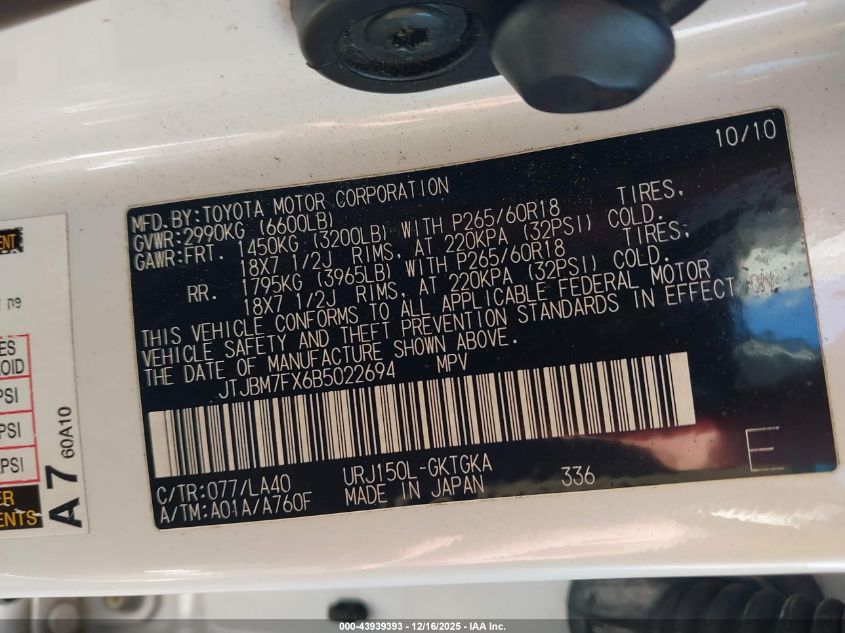 10/10
MFD.BY:TOYOTA MOTOR CORPORATION
GVWR:2990KG (6600LB)
GAWR:FRT. 1450KG (3200LB) WITH P265/60R18 TIRES,
18X7 1/2J RIMS, AT 220KPA (32PSI) COLD.
RR. 1795KG (3965LB) WITH P265/60R18 TIRES,
18X7 1/2J RIMS, AT 220KPA (32PSI) COLD.
THIS VEHICLE CONFORMS TO ALL APPLICABLE FEDERAL MOTOR
VEHICLE SAFETY AND THEFT PREVENTION STANDARDS IN EFFECT ON
THE DATE OF MANUFACTURE SHOWN ABOVE.
JTJBM7FX6B5022694 MPV
C/TR:077/LA40 URJ150L-GKTGKA 336 E
A/TM:A01A/A760F MADE IN JAPAN
PSI
PSI
PSI
A7
60A10
000-43939393 - 12/16/2025 - IAA Inc.